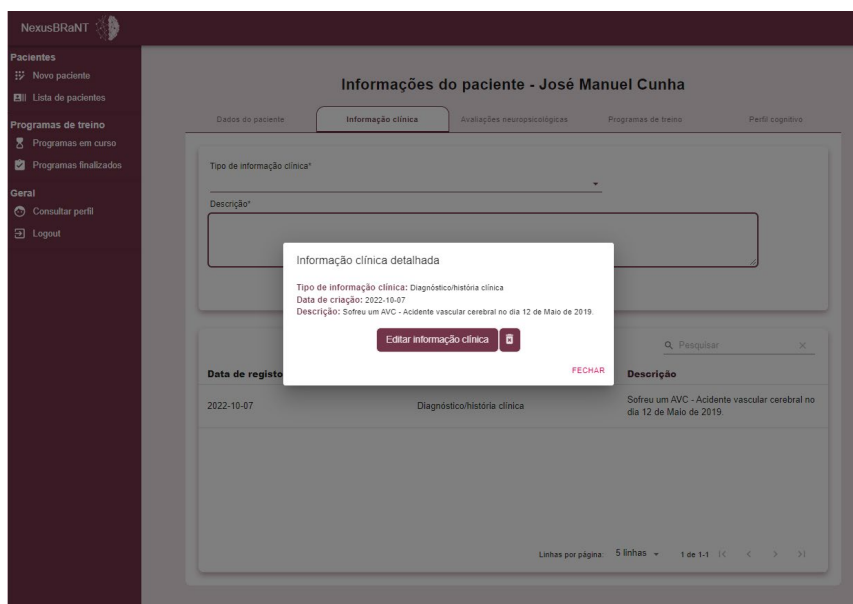 NexusBRaNT
Pacientes
Novo paciente
Lista de pacientes
Programas de treino
Programas em curso
Programas finalizados
Geral
Consultar perfil
Logout
Informações do paciente - José Manuel Cunha
Dados do paciente Informação clínica Avaliações neuropsicológicas Programas de treino Perfil cognitivo
Tipo de informação clínica*
Descrição*
Informação clínica detalhada
Tipo de informação clínica: Diagnóstico/história clínica
Data de criação: 2022-10-07
Descrição: Sofreu um AVC - Acidente vascular cerebral no dia 12 de Maio de 2019.
Editar informação clínica
FECHAR
Pesquisar
Data de registo Descrição
2022-10-07 Diagnóstico/história clínica Sofreu um AVC - Acidente vascular cerebral no
dia 12 de Maio de 2019.
Linhas por página: 5 linhas 1 de 1-1